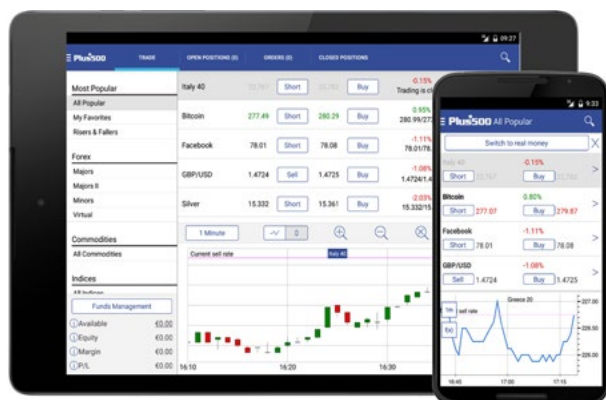 09:27
Plus500 TRADE OPEN POSITIONS (0) ORDERS (0) CLOSED POSITIONS
Most Popular
All Popular
My Favorites
Risers & Fallers
Forex
Majors
Majors II
Minors
Virtual
Commodities
All Commodities
Indices
All Indices
Funds Management
Available €0.00
Equity €0.00
Margin €0.00
P/L €0.00
Italy 40 Short Buy -0.15%
Trading is cl
Bitcoin 277.49 Short 280.29 Buy 0.95%
280.99/27
Facebook 78.01 Short 78.08 Buy -1.11%
78.01/78.
GBP/USD 1.4724 Sell 1.4725 Buy -1.08%
1.4724/1.4
Silver 15.332 Short 15.361 Buy -2.03%
15.332/15.
1 Minute
Current sell rate Italy 40
16:10 16:20 16:30
9:33
Plus500 All Popular
Switch to real money X
Italy 40 -0.15%
Short Buy
Bitcoin 0.80%
Short 277.07 Buy 279.87
Facebook -1.11%
Short 78.01 Buy 78.08
GBP/USD -1.08%
Sell 1.4724 Buy 1.4725
1m sell rate Greece 20
f(x)
227.00
226.00
225.00
16:45 17:00 17:15